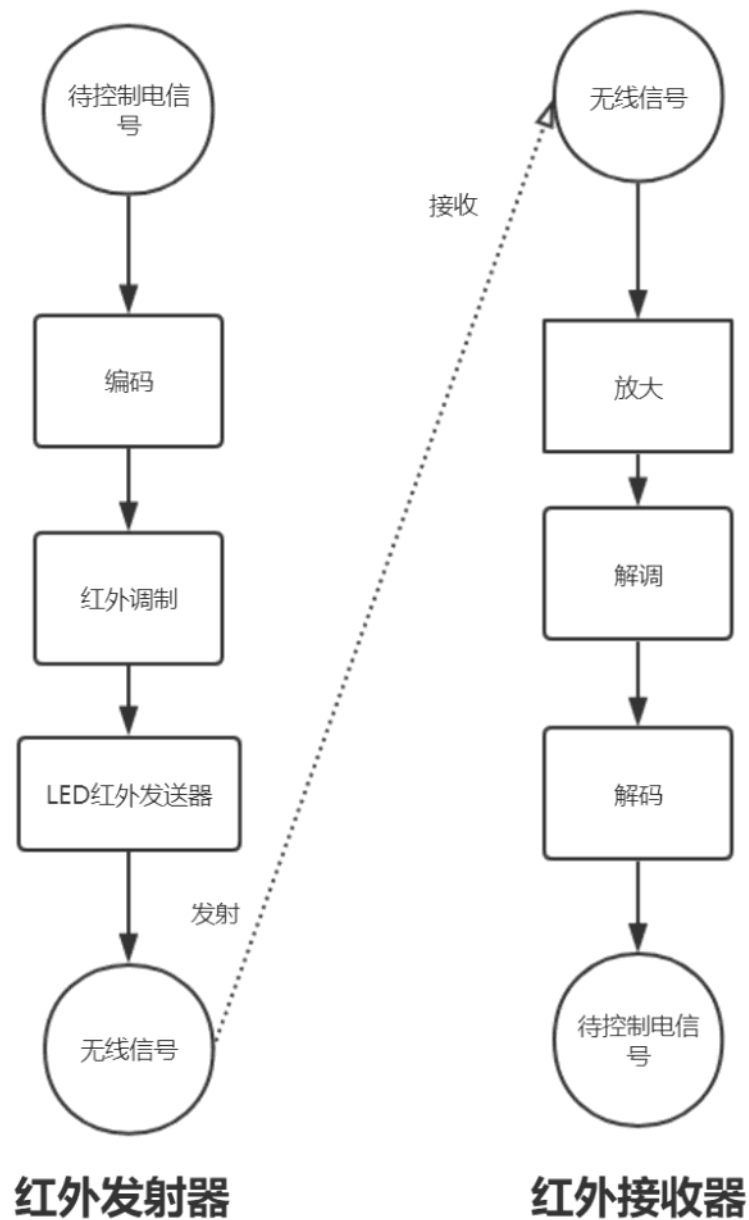 待控制电信
号
编码
红外调制
LED红外发送器
发射
无线信号
红外发射器
接收
无线信号
放大
解调
解码
待控制电信
号
红外接收器